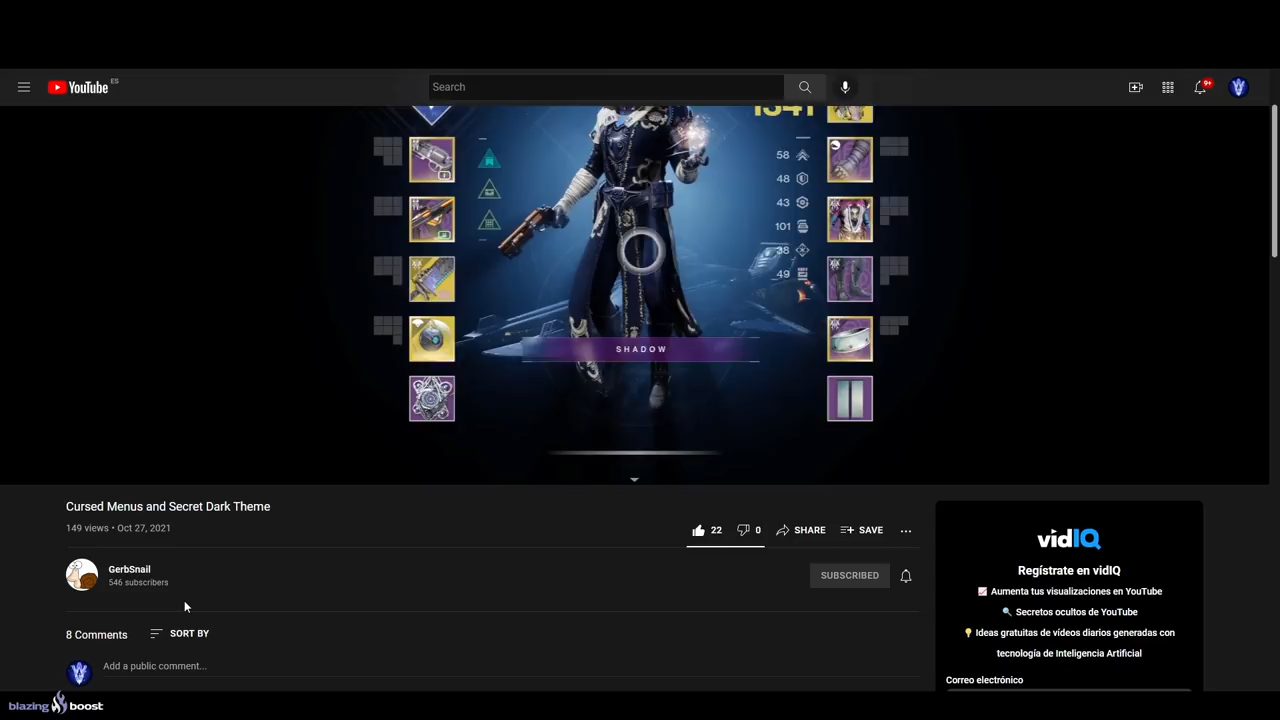 YouTube ES
Search
9+
1341
58
48
43
101
38
49
SHADOW
Cursed Menus and Secret Dark Theme
149 views • Oct 27, 2021
22
0
SHARE
SAVE
GerbSnail
546 subscribers
SUBSCRIBED
8 Comments
SORT BY
Add a public comment...
vidIQ
Regístrate en vidIQ
Aumenta tus visualizaciones en YouTube
Secretos ocultos de YouTube
Ideas gratuitas de vídeos diarios generadas con
tecnología de Inteligencia Artificial
Correo electrónico
blazing boost